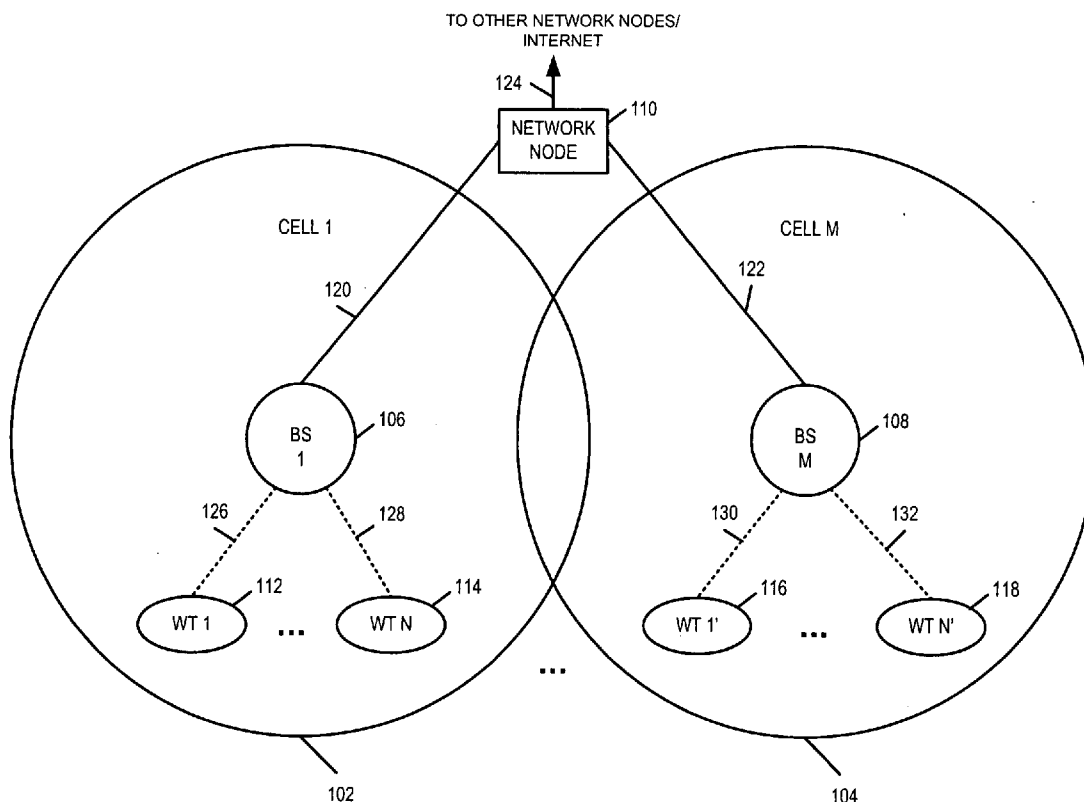 TO OTHER NETWORK NODES/
INTERNET
124
110
NETWORK
NODE
CELL 1
CELL M
120
122
BS
1
106
BS
M
108
126
128
130
132
WT 1
112
...
WT N
114
WT 1'
116
...
WT N'
118
...
102
104